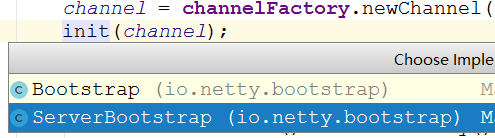 channel = channelFactory.newChannel(
init(channel);
Choose Imple
Bootstrap (io.netty.bootstrap)
ServerBootstrap (io.netty.bootstrap) M